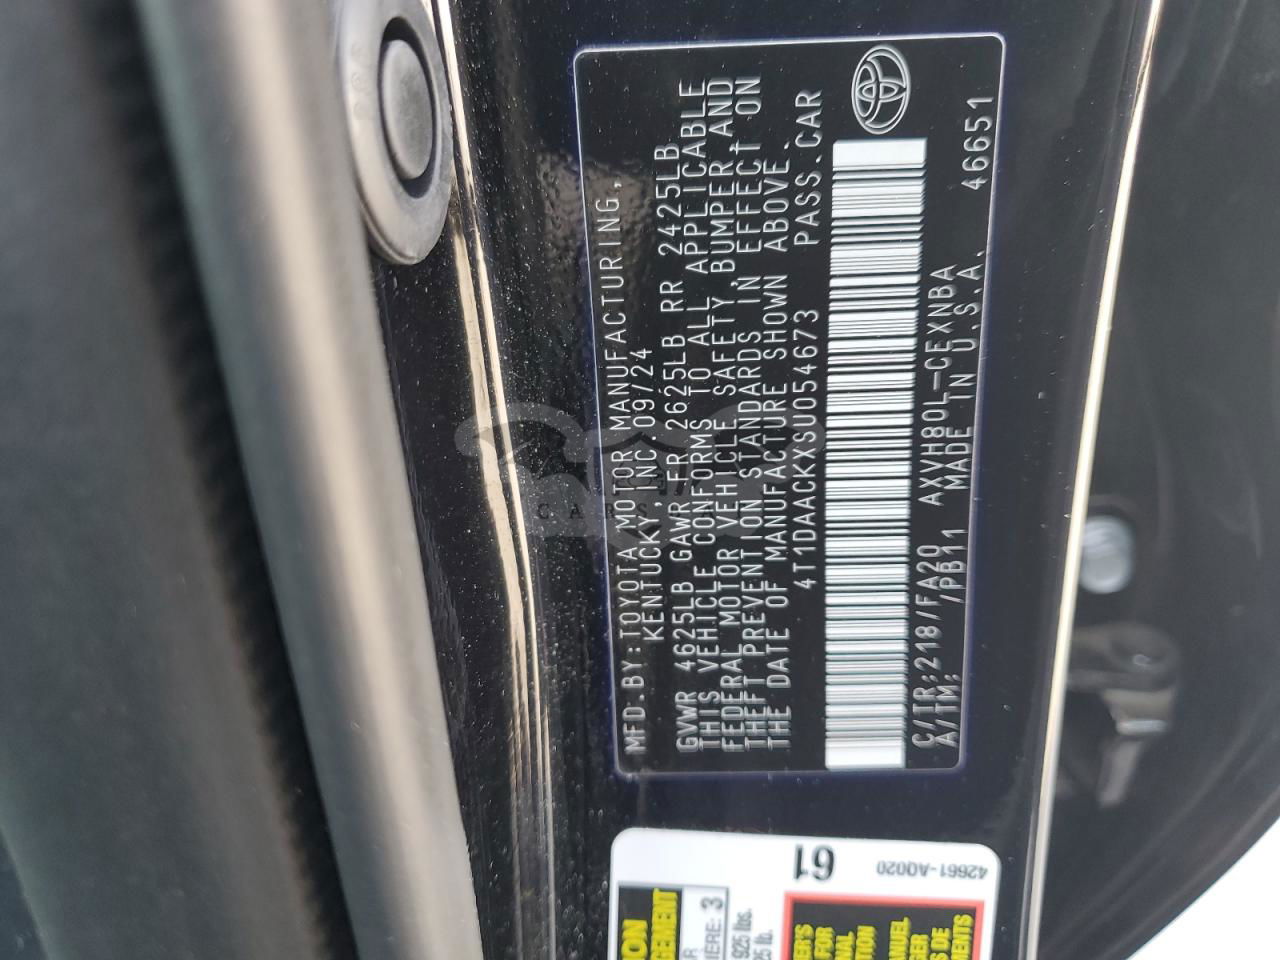 MFD.BY:TOYOTA MOTOR MANUFACTURING,
KENTUCKY,INC.09/24
GVWR 4625LB GAWR FR 2625LB RR 2425LB
THIS VEHICLE CONFORMS TO ALL APPLICABLE
FEDERAL MOTOR VEHICLE SAFETY,BUMPER,AND
THEFT PREVENTION STANDARDS IN EFFECT ON
THE DATE OF MANUFACTURE SHOWN ABOVE.
4T1DAACKXSU054673 PASS.CAR
C/TR:218/FA20 AXVH80L-CEXNBA
A/TM: /PB11 MADE IN U.S.A. 46651
61
42661-AQ020
CARS